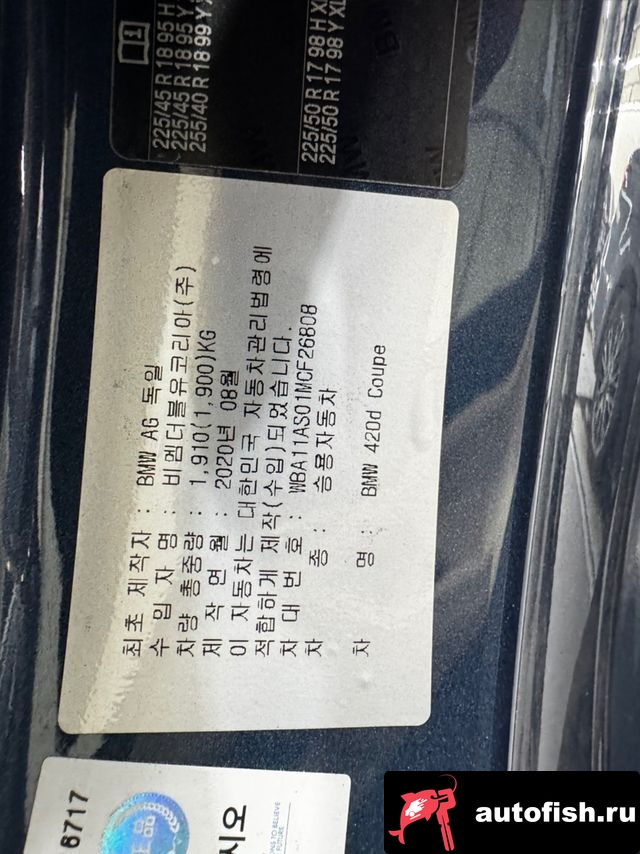 225/45 R 18 95 H
225/45 R 18 95 Y
255/40 R 18 99 Y
225/50 R 17 98 H XL
225/50 R 17 98 Y XL
최초 제작자 : BMW AG 독일
수 입 자 명 : 비엠더블유코리아(주)
차량 총중량 : 1,910(1,900)KG
제 작 연 월 : 2020년 08월
이 자동차는 대한민국 자동차관리법령에
적합하게 제작(수입)되었습니다.
차 대 번 호 : WBA11AS01MCF26808
차 종 : 승용자동차
차 명 : BMW 420d Coupe
6717
시오
autofish.ru